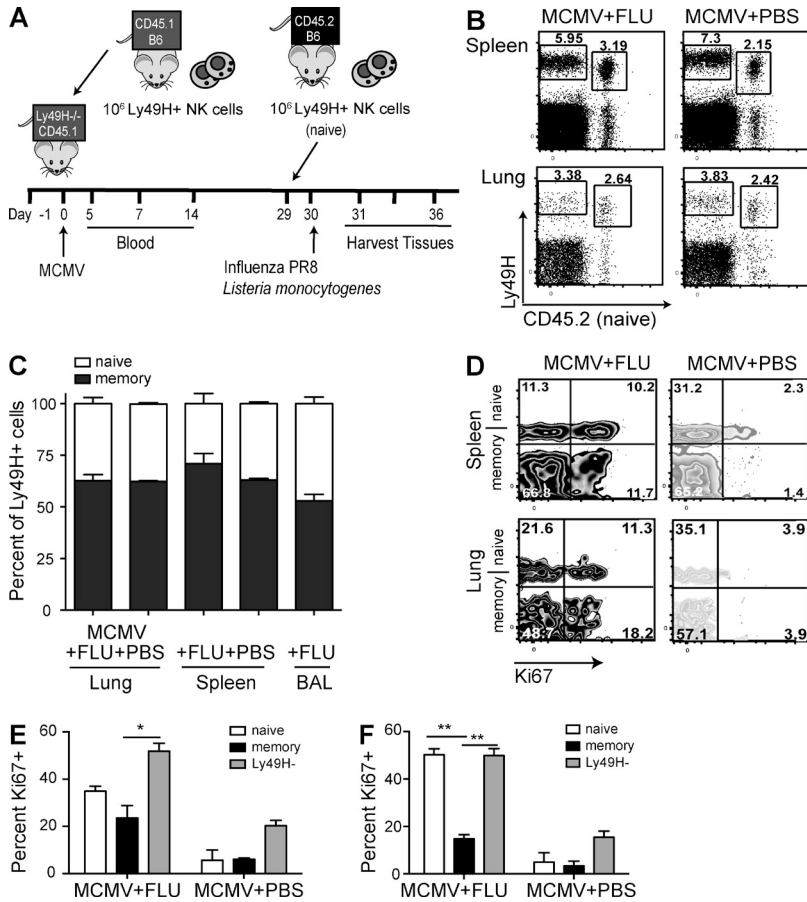 A
CD45.1
B6
CD45.2
B6
10⁶ Ly49H+ NK cells
10⁶ Ly49H+ NK cells
(naive)
Ly49H-/-
CD45.1
Day -1 0 5 7 14 29 30 31 36
Blood
Harvest Tissues
MCMV
Influenza PR8
Listeria monocytogenes
B
MCMV+FLU MCMV+PBS
Spleen
5.95 3.19 7.3 2.15
Lung
3.38 2.64 3.83 2.42
Ly49H
CD45.2 (naive)
C
naive
memory
Percent of Ly49H+ cells
100
75
50
25
0
MCMV
+FLU +PBS +FLU +PBS +FLU
Lung Spleen BAL
D
MCMV+FLU MCMV+PBS
Spleen
memory | naive
11.3 10.2 31.2 2.3
66.8 11.7 65.2 1.4
Lung
memory | naive
21.6 11.3 35.1 3.9
48.7 18.2 57.1 3.9
Ki67
E
naive
memory
Ly49H-
*
Percent Ki67+
60
40
20
0
MCMV+FLU MCMV+PBS
F
naive
memory
Ly49H-
** **
Percent Ki67+
60
40
20
0
MCMV+FLU MCMV+PBS